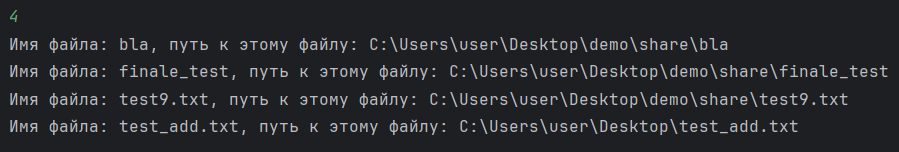 4
Имя файла: bla, путь к этому файлу: C:\Users\user\Desktop\demo\share\bla
Имя файла: finale_test, путь к этому файлу: C:\Users\user\Desktop\demo\share\finale_test
Имя файла: test9.txt, путь к этому файлу: C:\Users\user\Desktop\demo\share\test9.txt
Имя файла: test_add.txt, путь к этому файлу: C:\Users\user\Desktop\test_add.txt